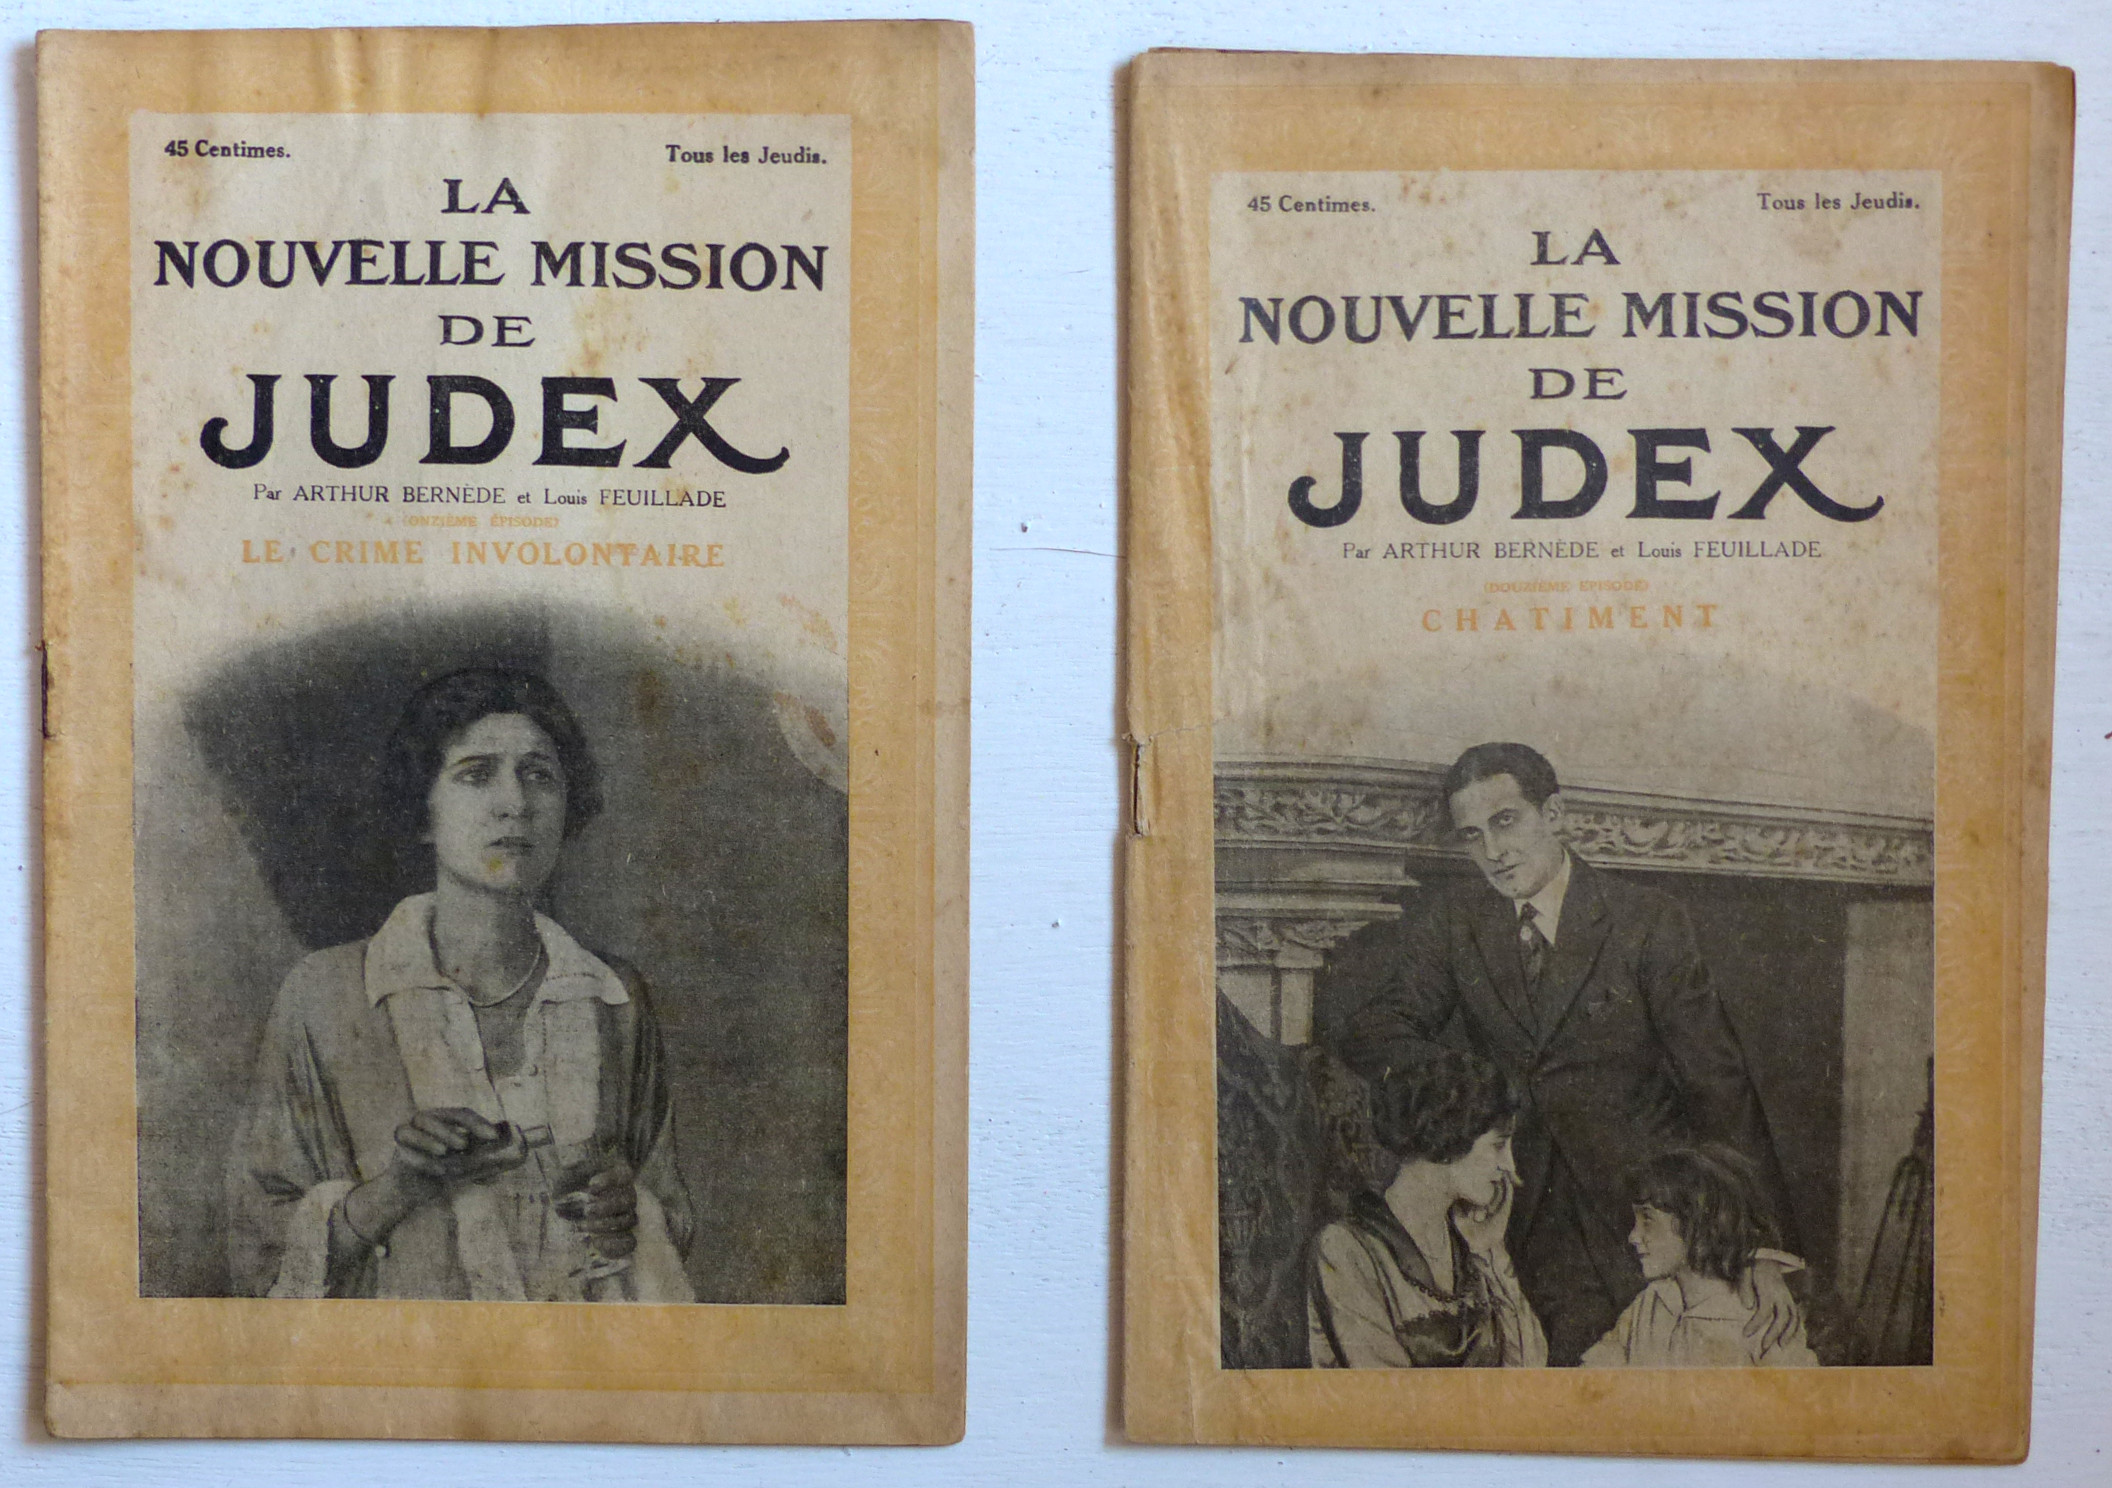 45 Centimes.
Tous les Jeudis.
LA
NOUVELLE MISSION
DE
JUDEX
Par ARTHUR BERNÈDE et Louis FEUILLADE
(ONZIÈME ÉPISODE)
LE CRIME INVOLONTAIRE
45 Centimes.
Tous les Jeudis.
LA
NOUVELLE MISSION
DE
JUDEX
Par ARTHUR BERNÈDE et Louis FEUILLADE
(DOUZIÈME ÉPISODE)
CHATIMENT